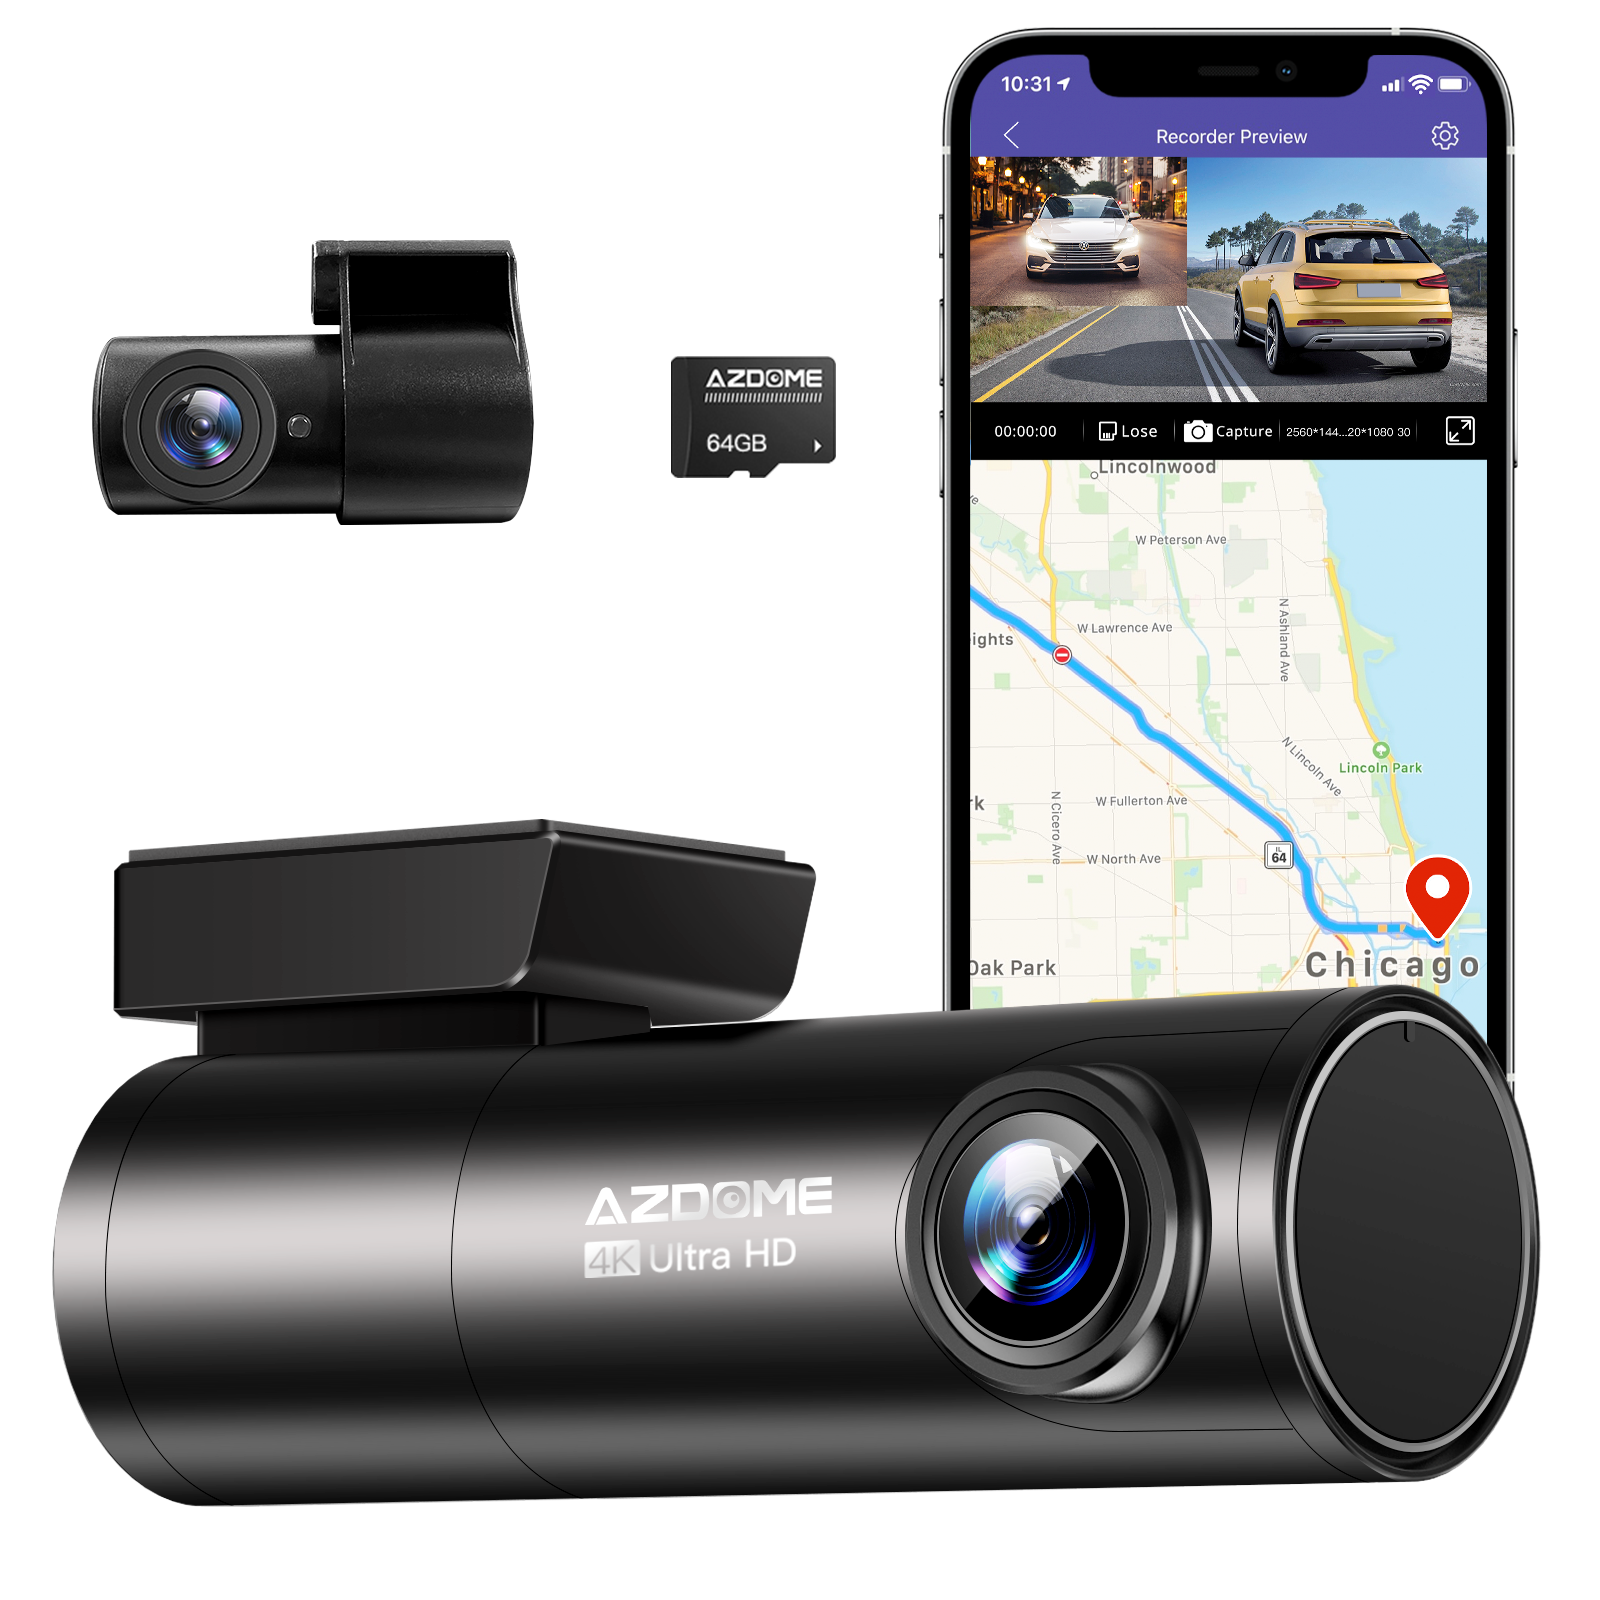 10:31
Recorder Preview
00:00:00
Lose
Capture
2560*144...20*1080 30
Lincolnwood
W Peterson Ave
N Ashland Ave
W Lawrence Ave
ights
N Lincoln Ave
Lincoln Park
rk
N Cicero Ave
W Fullerton Ave
W North Ave
IL
64
Chicago
Oak Park
AZDOME
64GB
AZDOME
4K Ultra HD